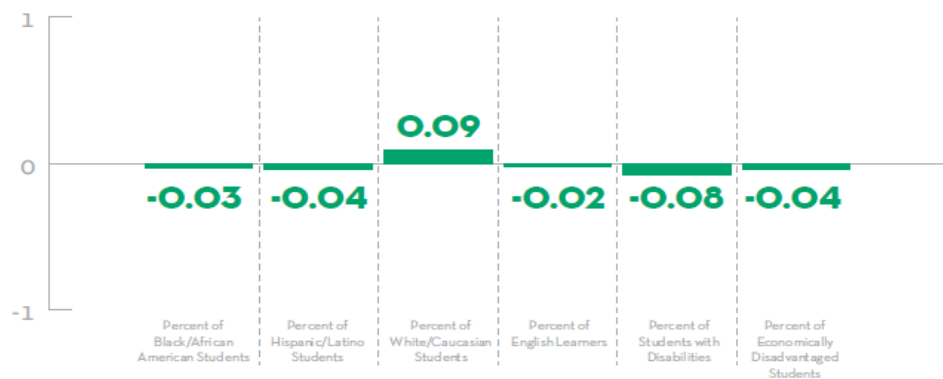 1
0.09
0
-0.03
-0.04
-0.02
-0.08
-0.04
-1
Percent of
Black/African
American Students
Percent of
Hispanic/Latino
Students
Percent of
White/Caucasian
Students
Percent of
English Learners
Percent of
Students with
Disabilities
Percent of
Economically
Disadvantaged
Students